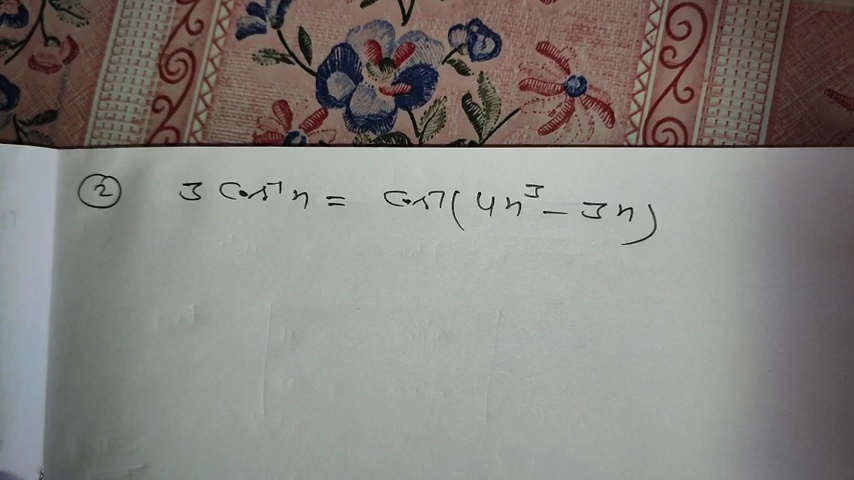 ② 3 cos⁻¹x = cos⁻¹(4x³ - 3x)